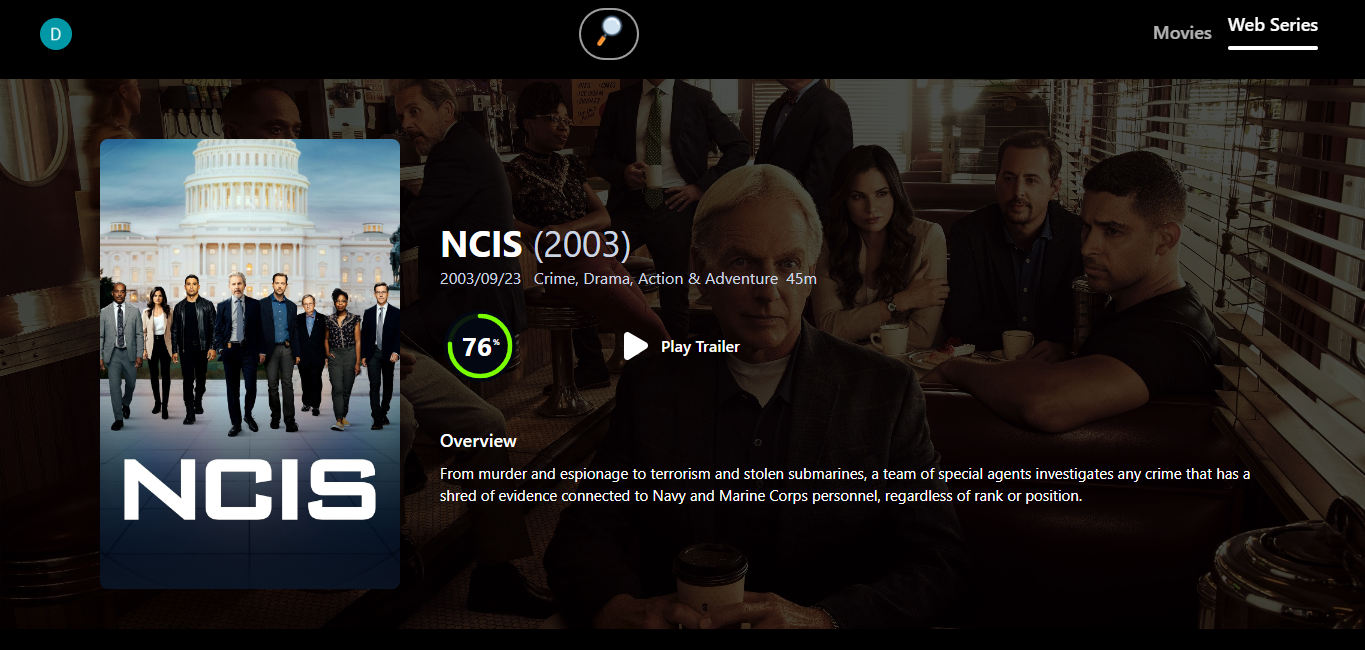 D
Movies
Web Series
NCIS (2003)
2003/09/23 Crime, Drama, Action & Adventure 45m
76%
Play Trailer
Overview
From murder and espionage to terrorism and stolen submarines, a team of special agents investigates any crime that has a
shred of evidence connected to Navy and Marine Corps personnel, regardless of rank or position.
NCIS